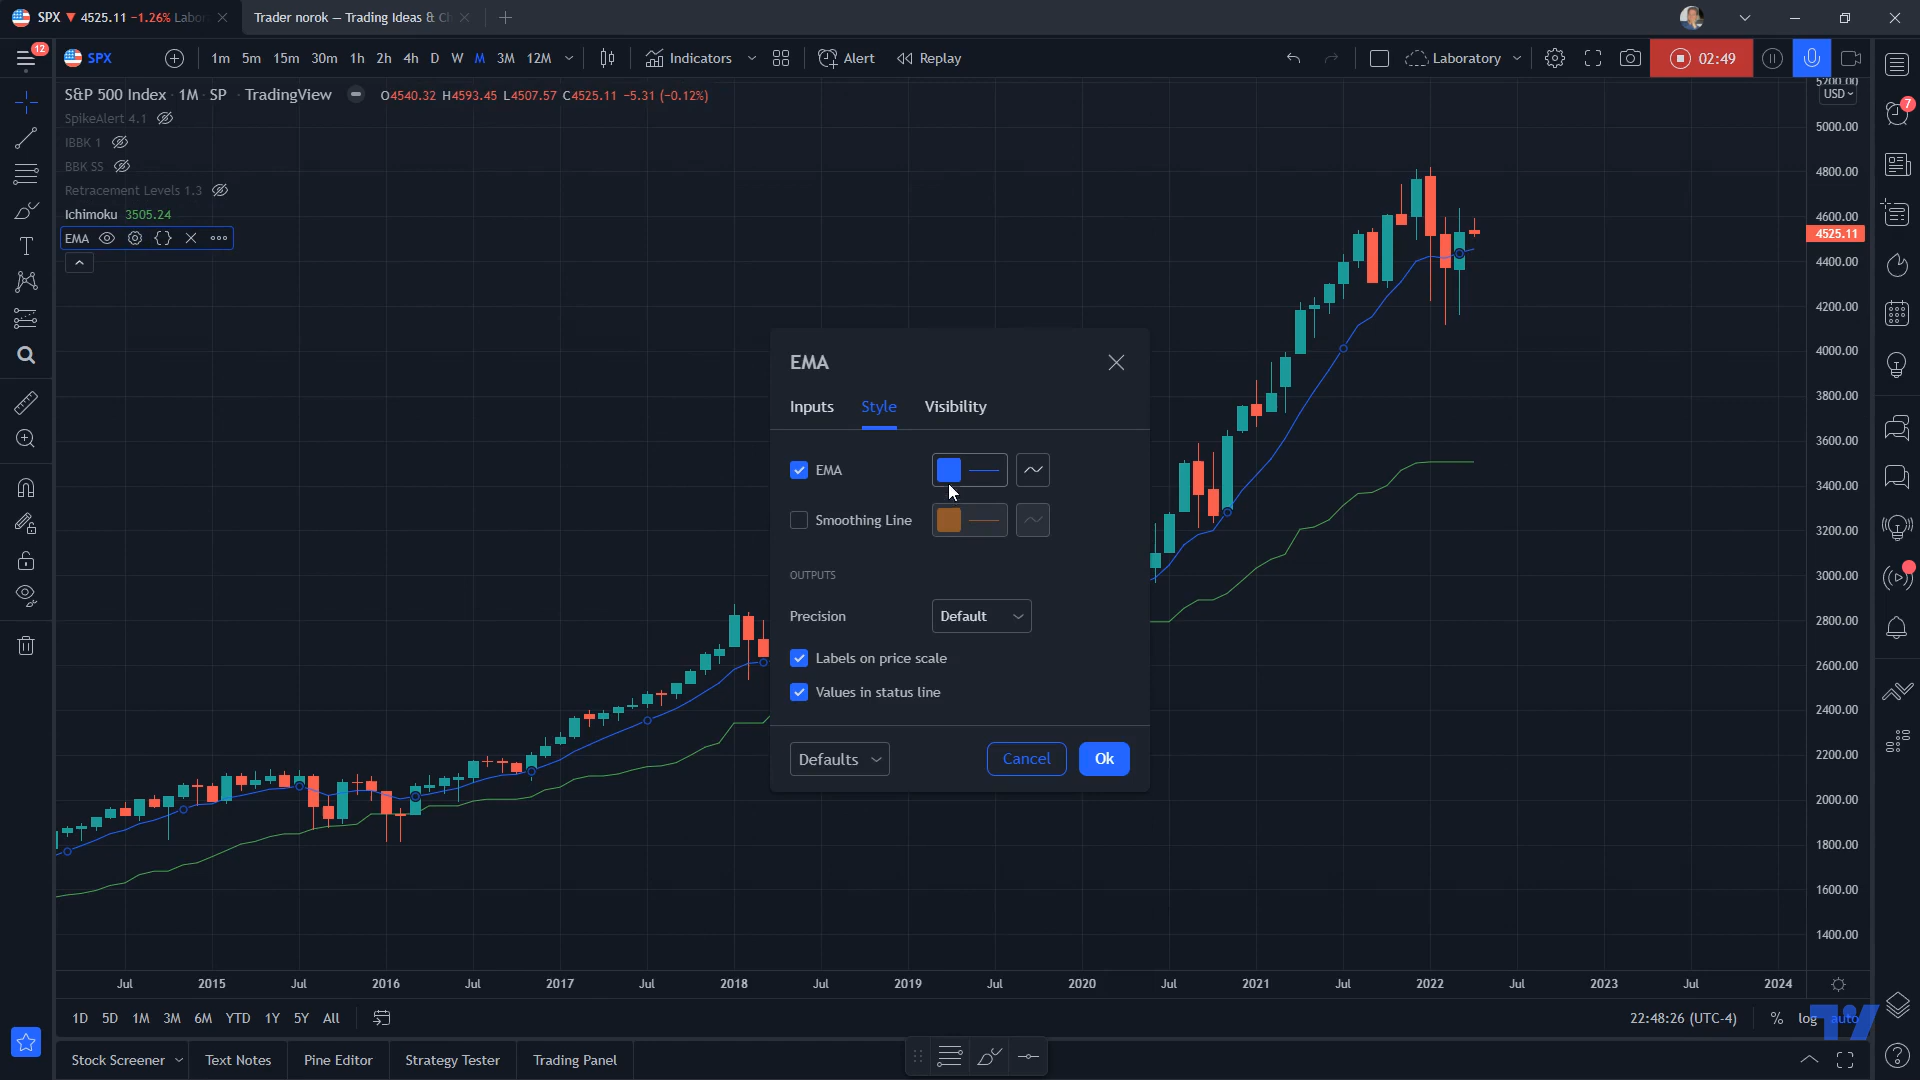 SPX ▼ 4525.11 −1.26% Labor
Trader norok — Trading Ideas & C
12
SPX
1m 5m 15m 30m 1h 2h 4h D W M 3M 12M
Indicators
Alert
Replay
Laboratory
02:49
S&P 500 Index · 1M · SP · TradingView
O4540.32 H4593.45 L4507.57 C4525.11 −5.31 (−0.12%)
SpikeAlert 4.1
IBBK 1
BBK SS
Retracement Levels 1.3
Ichimoku 3505.24
EMA
5200.00
USD
5000.00
4800.00
4600.00
4525.11
4400.00
4200.00
4000.00
3800.00
3600.00
3400.00
3200.00
3000.00
2800.00
2600.00
2400.00
2200.00
2000.00
1800.00
1600.00
1400.00
7
EMA
Inputs Style Visibility
EMA
Smoothing Line
OUTPUTS
Precision Default
Labels on price scale
Values in status line
Defaults Cancel Ok
Jul 2015 Jul 2016 Jul 2017 Jul 2018 Jul 2019 Jul 2020 Jul 2021 Jul 2022 Jul 2023 Jul 2024
1D 5D 1M 3M 6M YTD 1Y 5Y All
22:48:26 (UTC-4) % log auto
Stock Screener Text Notes Pine Editor Strategy Tester Trading Panel